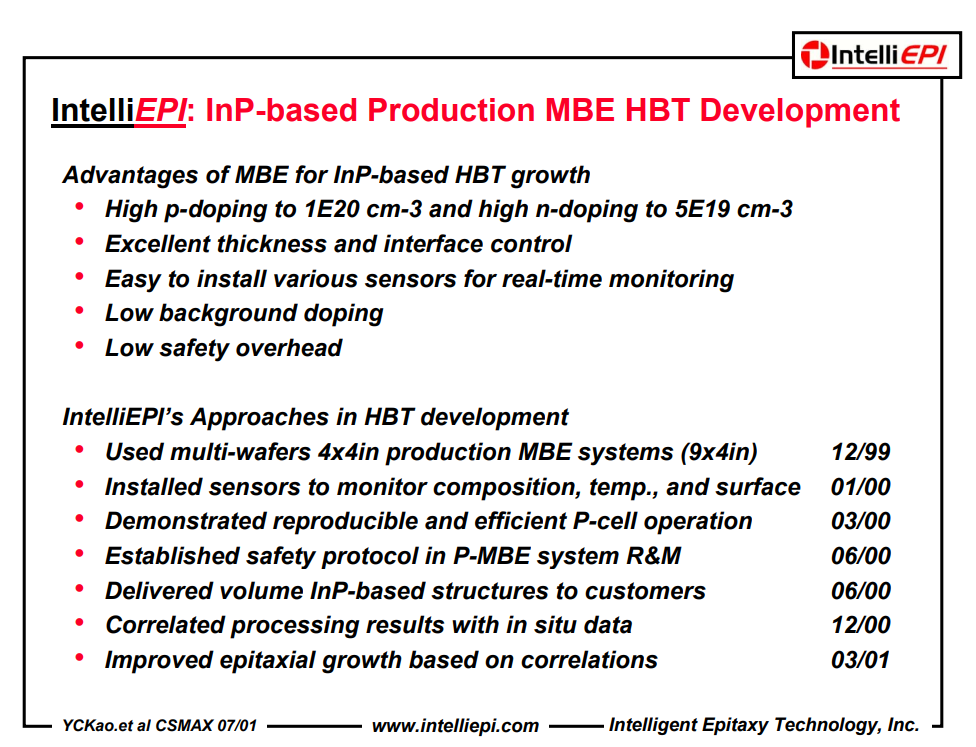 IntelliEPI
IntelliEPI: InP-based Production MBE HBT Development
Advantages of MBE for InP-based HBT growth
• High p-doping to 1E20 cm-3 and high n-doping to 5E19 cm-3
• Excellent thickness and interface control
• Easy to install various sensors for real-time monitoring
• Low background doping
• Low safety overhead
IntelliEPI’s Approaches in HBT development
• Used multi-wafers 4x4in production MBE systems (9x4in) 12/99
• Installed sensors to monitor composition, temp., and surface 01/00
• Demonstrated reproducible and efficient P-cell operation 03/00
• Established safety protocol in P-MBE system R&M 06/00
• Delivered volume InP-based structures to customers 06/00
• Correlated processing results with in situ data 12/00
• Improved epitaxial growth based on correlations 03/01
YCKao.et al CSMAX 07/01 www.intelliepi.com Intelligent Epitaxy Technology, Inc.